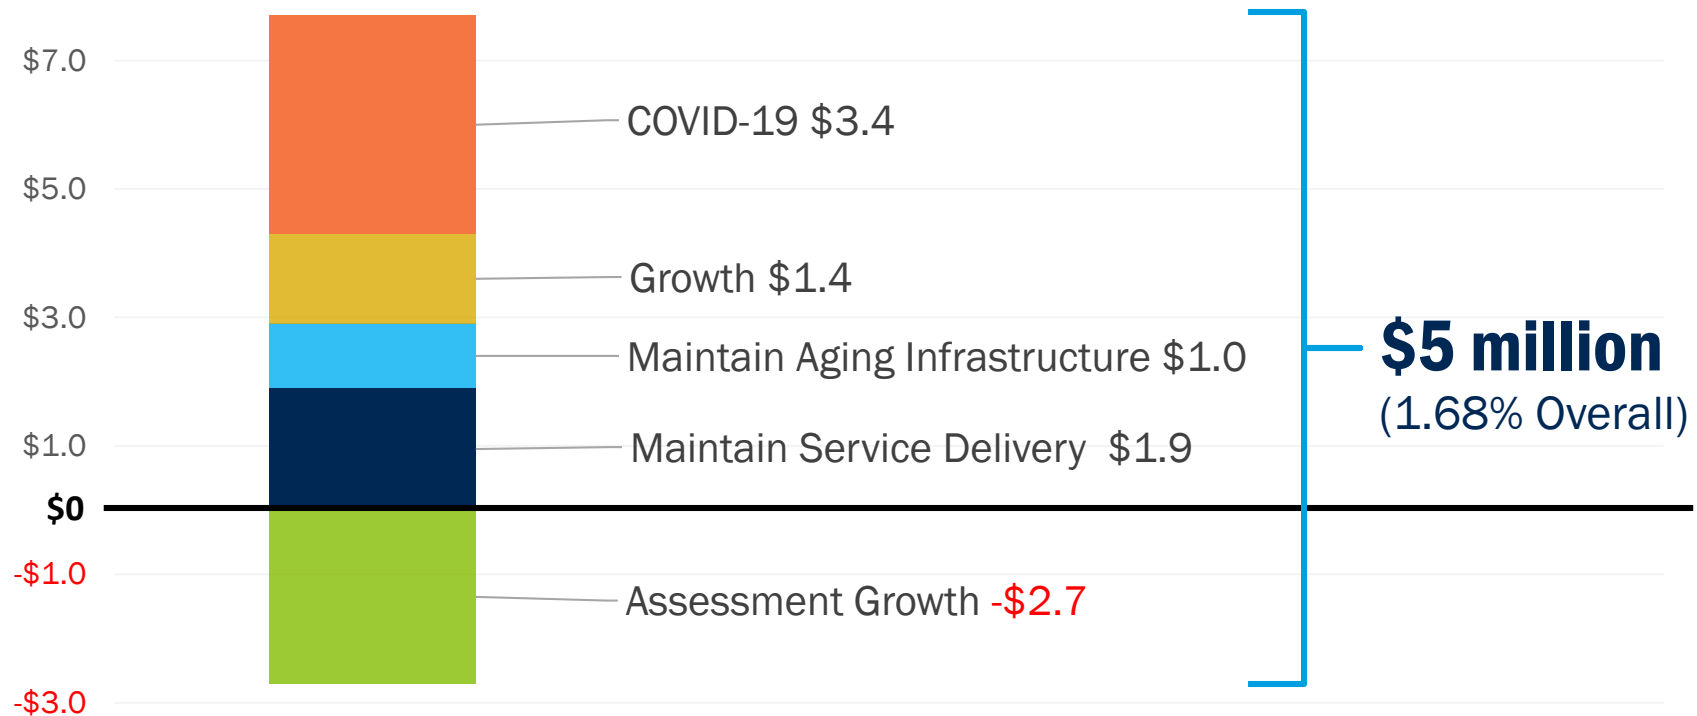 $7.0
COVID-19 $3.4
$5.0
Growth $1.4
$3.0
Maintain Aging Infrastructure $1.0
$5 million
(1.68% Overall)
$1.0
Maintain Service Delivery $1.9
$0
-$1.0
Assessment Growth -$2.7
-$3.0